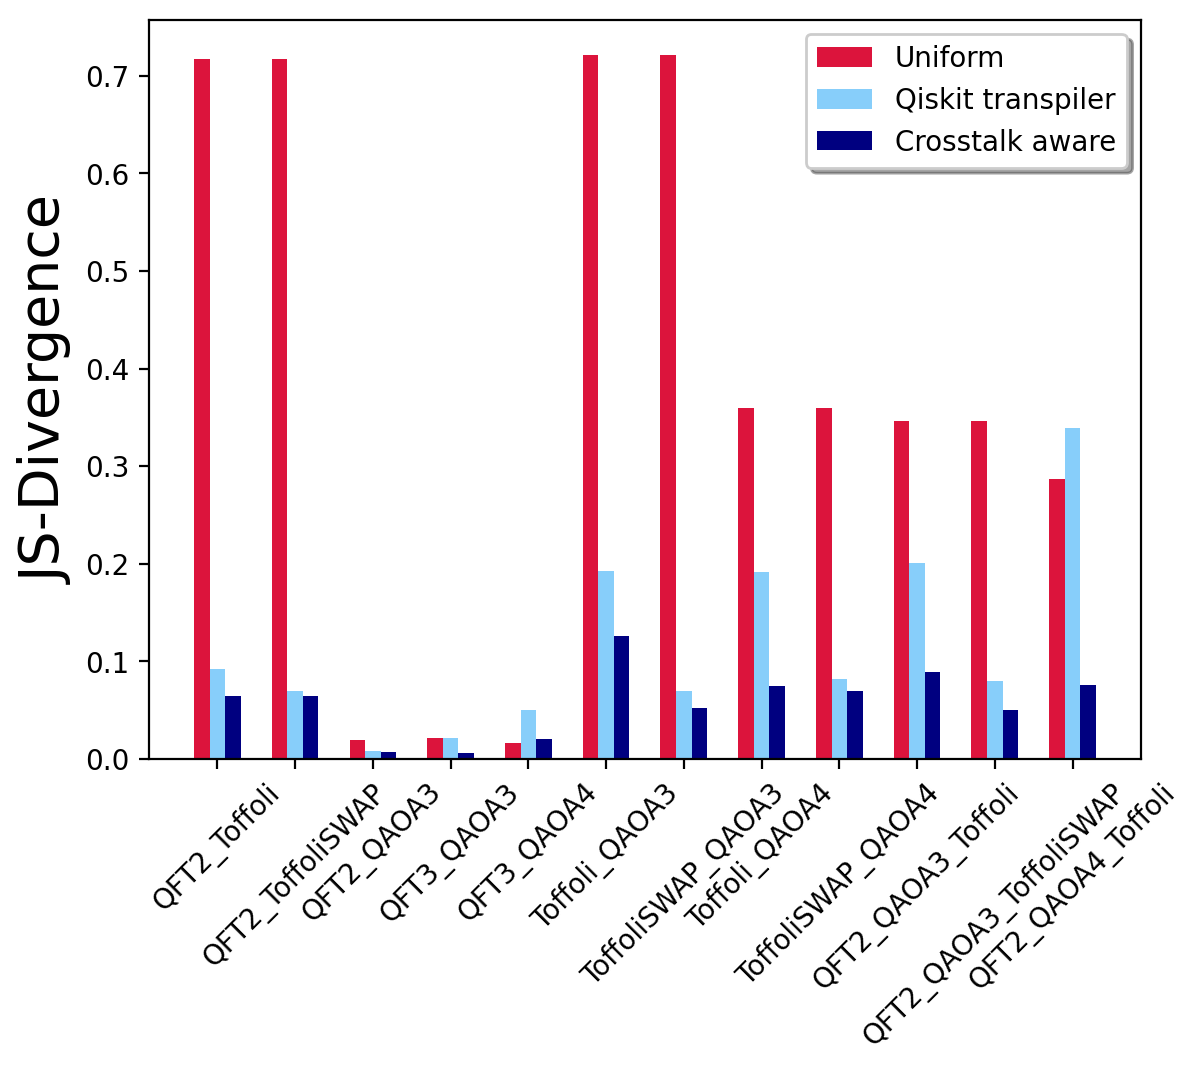 JS-Divergence
0.7
0.6
0.5
0.4
0.3
0.2
0.1
0.0
Uniform
Qiskit transpiler
Crosstalk aware
QFT2_Toffoli
QFT2_ToffoliSWAP
QFT2_QAOA3
QFT3_QAOA3
QFT3_QAOA4
Toffoli_QAOA3
ToffoliSWAP_QAOA3
Toffoli_QAOA4
ToffoliSWAP_QAOA4
QFT2_QAOA3_Toffoli
QFT2_QAOA3_ToffoliSWAP
QFT2_QAOA4_Toffoli